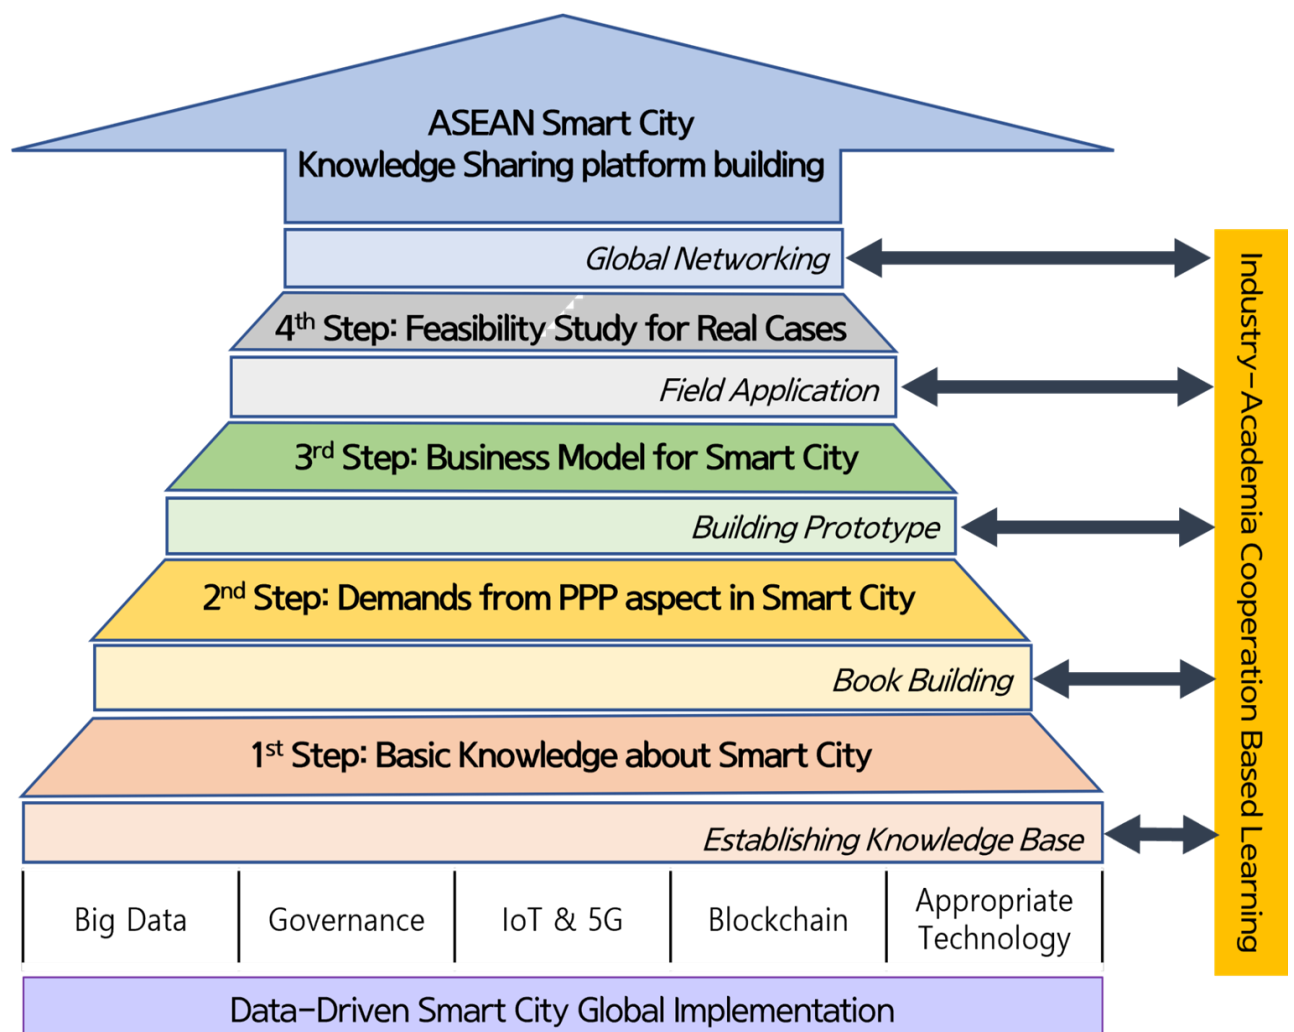 ASEAN Smart City
Knowledge Sharing platform building
Global Networking
4th Step: Feasibility Study for Real Cases
Field Application
3rd Step: Business Model for Smart City
Building Prototype
2nd Step: Demands from PPP aspect in Smart City
Book Building
1st Step: Basic Knowledge about Smart City
Establishing Knowledge Base
Big Data
Governance
IoT & 5G
Blockchain
Appropriate
Technology
Data-Driven Smart City Global Implementation
Industry-Academia Cooperation Based Learning